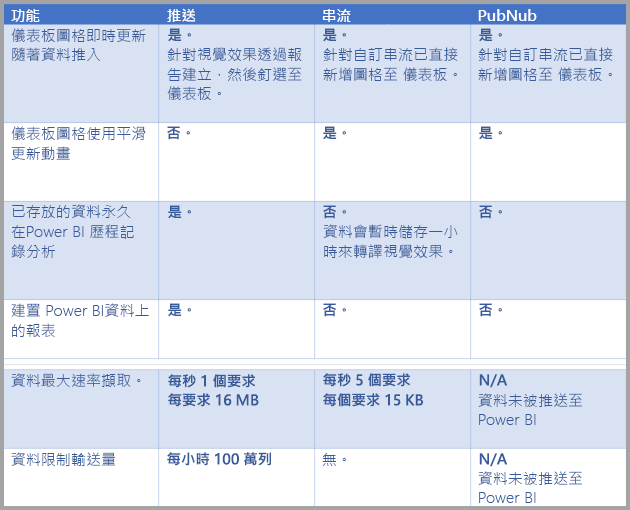 功能
推送
串流
PubNub
儀表板圖格即時更新
隨著資料推入
是。
針對視覺效果透過報
告建立，然後釘選至
儀表板。
是。
針對自訂串流已直接
新增圖格至 儀表板。
是。
針對自訂串流已直接
新增圖格至 儀表板。
儀表板圖格使用平滑
更新動畫
否。
是。
是。
已存放的資料永久
在Power BI 歷程記
錄分析
是。
否。
資料會暫時儲存一小
時來轉譯視覺效果。
否。
建置 Power BI資料上
的報表
是。
否。
否。
資料最大速率擷取。
每秒 1 個要求
每要求 16 MB
每秒 5 個要求
每個要求 15 KB
N/A
資料未被推送至
Power BI
資料限制輸送量
每小時 100 萬列
無。
N/A
資料未被推送至
Power BI